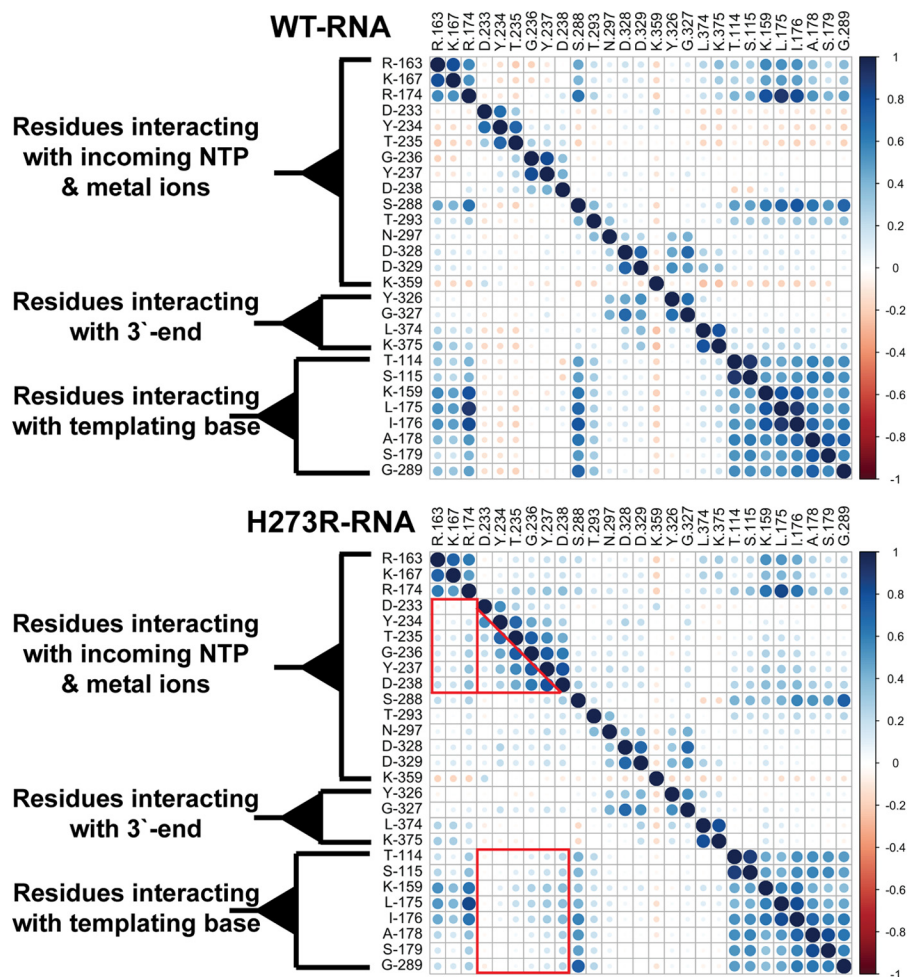 WT-RNA
R.163 K.167 R.174 D.233 Y.234 T.235 G.236 Y.237 D.238 S.288 T.293 N.297 D.328 D.329 K.359 Y.326 G.327 L.374 K.375 T.114 S.115 K.159 L.175 I.176 A.178 S.179 G.289
Residues interacting
with incoming NTP
& metal ions
R-163
K-167
R-174
D-233
Y-234
T-235
G-236
Y-237
D-238
S-288
T-293
N-297
D-328
D-329
K-359
Residues interacting
with 3`-end
Y-326
G-327
L-374
K-375
Residues interacting
with templating base
T-114
S-115
K-159
L-175
I-176
A-178
S-179
G-289
1
0.8
0.6
0.4
0.2
0
-0.2
-0.4
-0.6
-0.8
-1
H273R-RNA
R.163 K.167 R.174 D.233 Y.234 T.235 G.236 Y.237 D.238 S.288 T.293 N.297 D.328 D.329 K.359 Y.326 G.327 L.374 K.375 T.114 S.115 K.159 L.175 I.176 A.178 S.179 G.289
Residues interacting
with incoming NTP
& metal ions
R-163
K-167
R-174
D-233
Y-234
T-235
G-236
Y-237
D-238
S-288
T-293
N-297
D-328
D-329
K-359
Residues interacting
with 3`-end
Y-326
G-327
L-374
K-375
Residues interacting
with templating base
T-114
S-115
K-159
L-175
I-176
A-178
S-179
G-289
1
0.8
0.6
0.4
0.2
0
-0.2
-0.4
-0.6
-0.8
-1